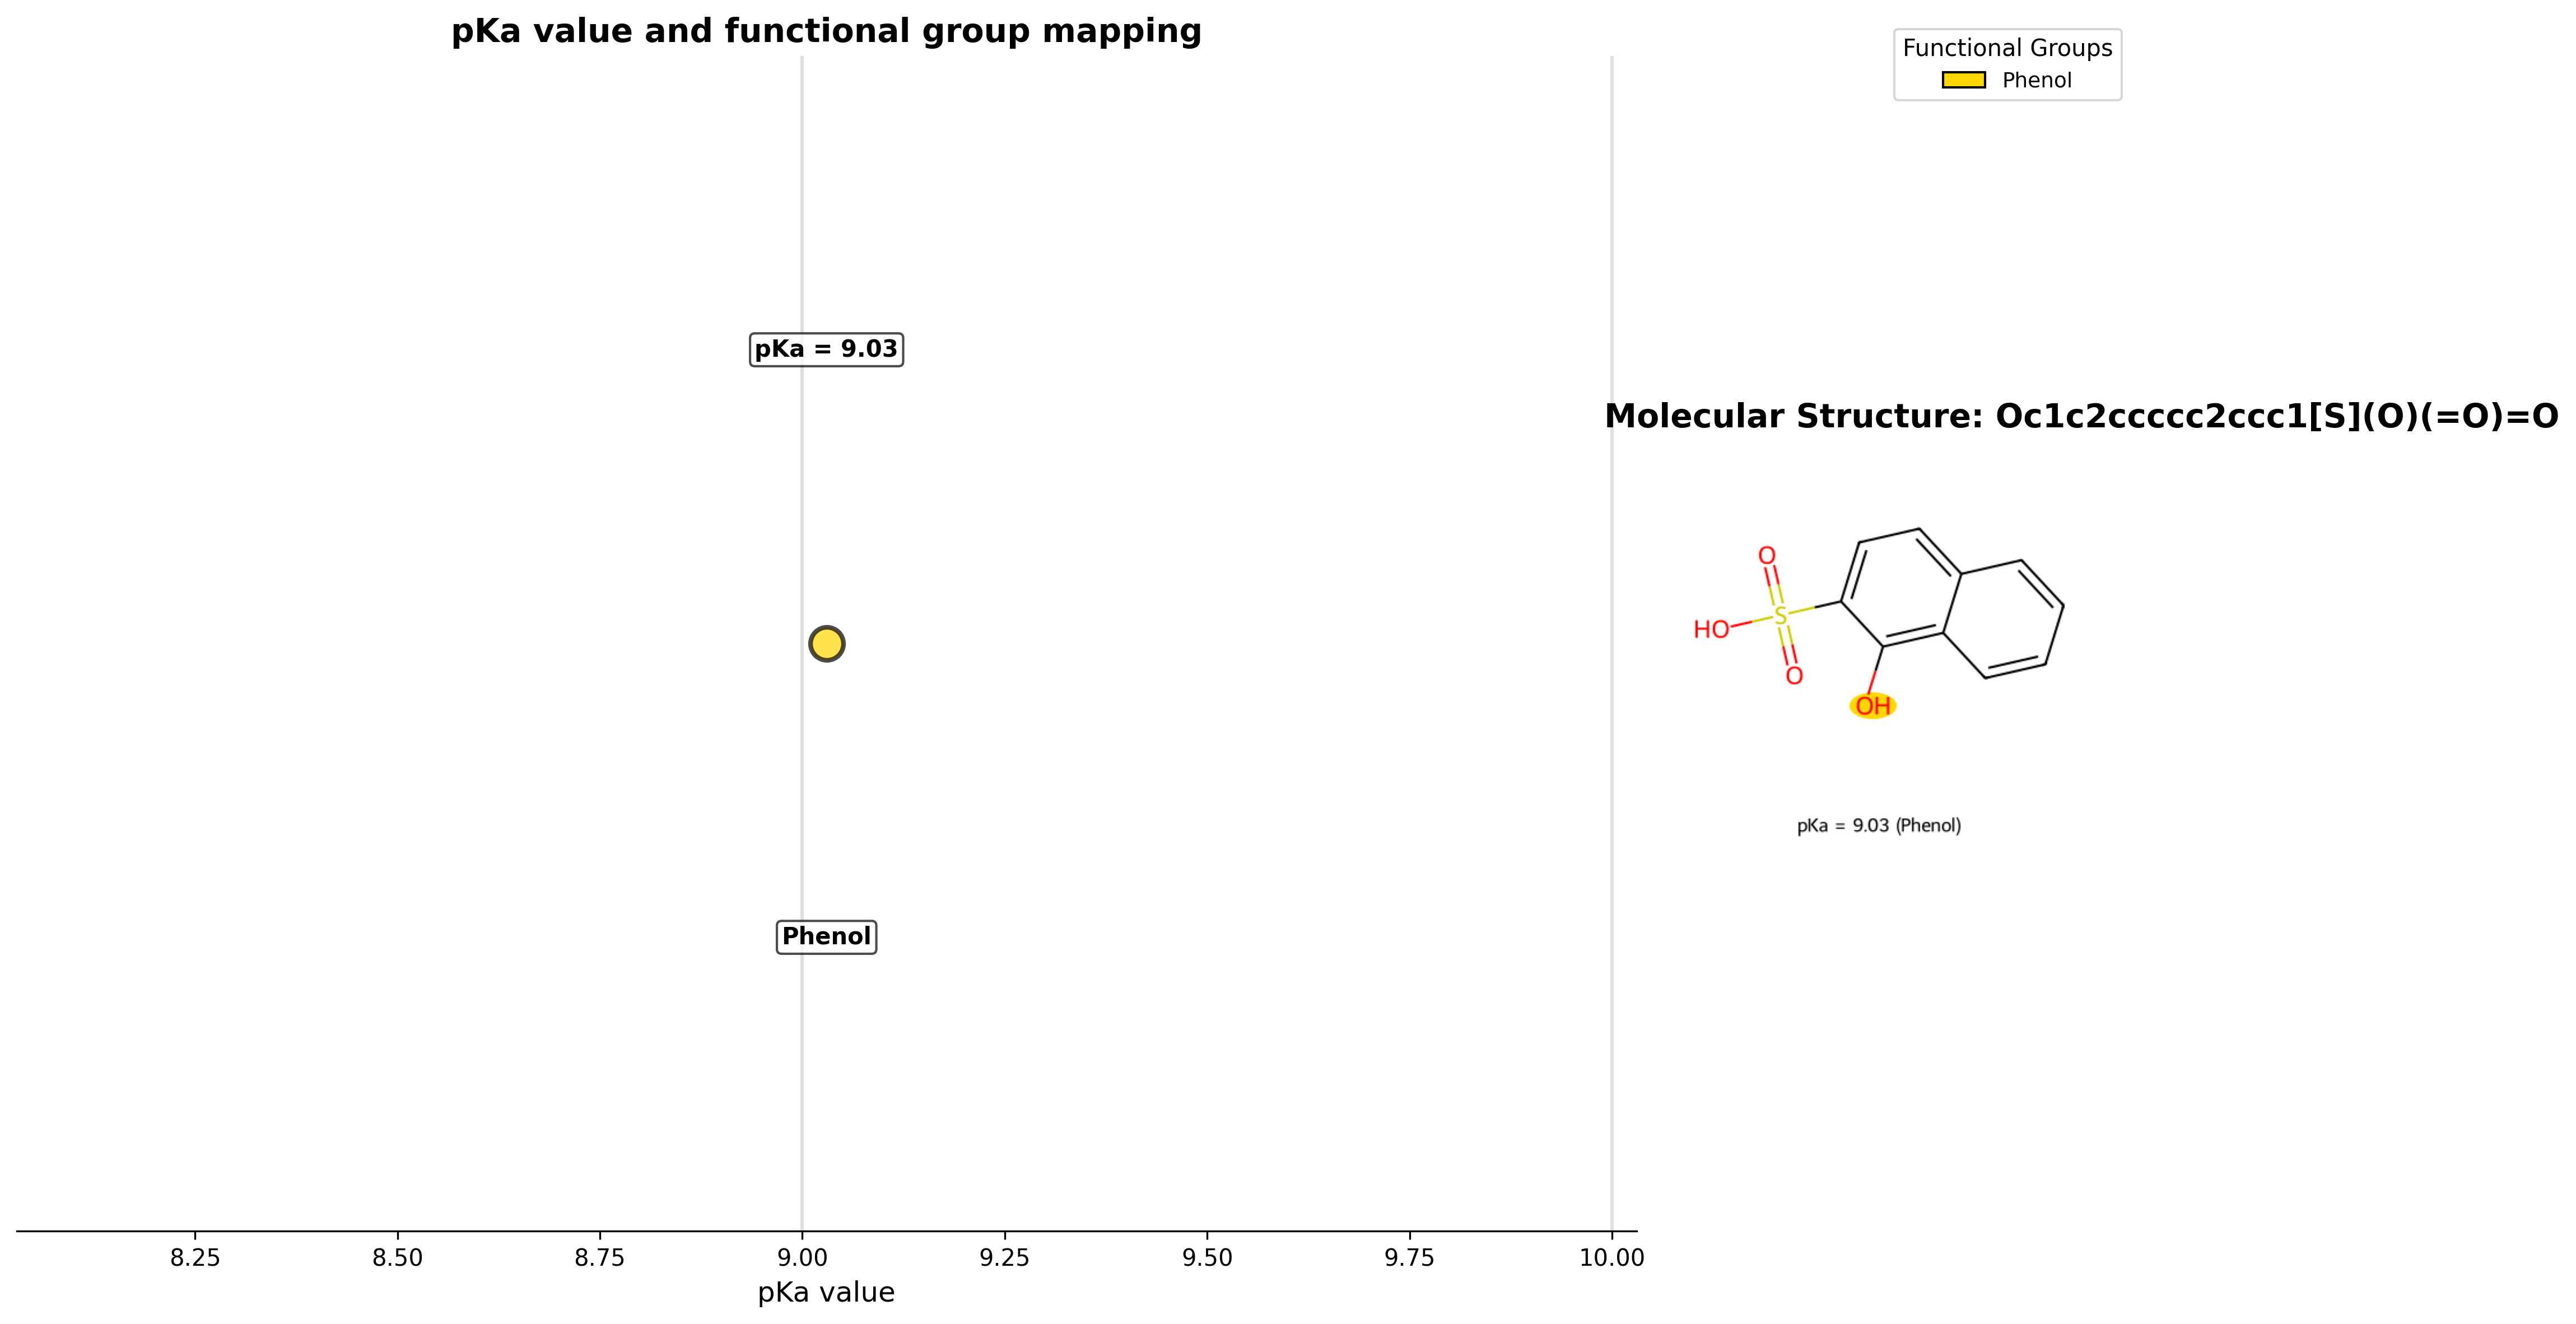 pKa value and functional group mapping
Functional Groups
Phenol
pKa = 9.03
Molecular Structure: Oc1c2ccccc2ccc1[S](O)(=O)=O
O
HO
S
O
OH
pKa = 9.03 (Phenol)
Phenol
8.25 8.50 8.75 9.00 9.25 9.50 9.75 10.00
pKa value